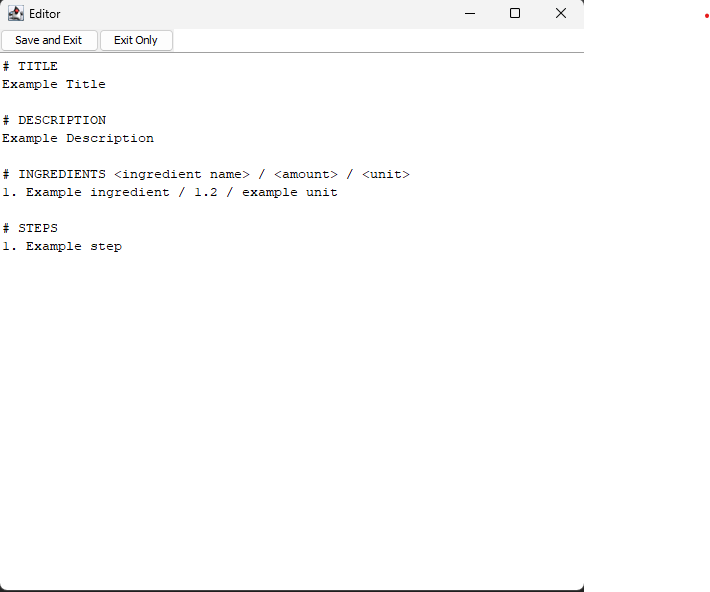 Editor
Save and Exit Exit Only
# TITLE
Example Title
# DESCRIPTION
Example Description
# INGREDIENTS <ingredient name> / <amount> / <unit>
1. Example ingredient / 1.2 / example unit
# STEPS
1. Example step